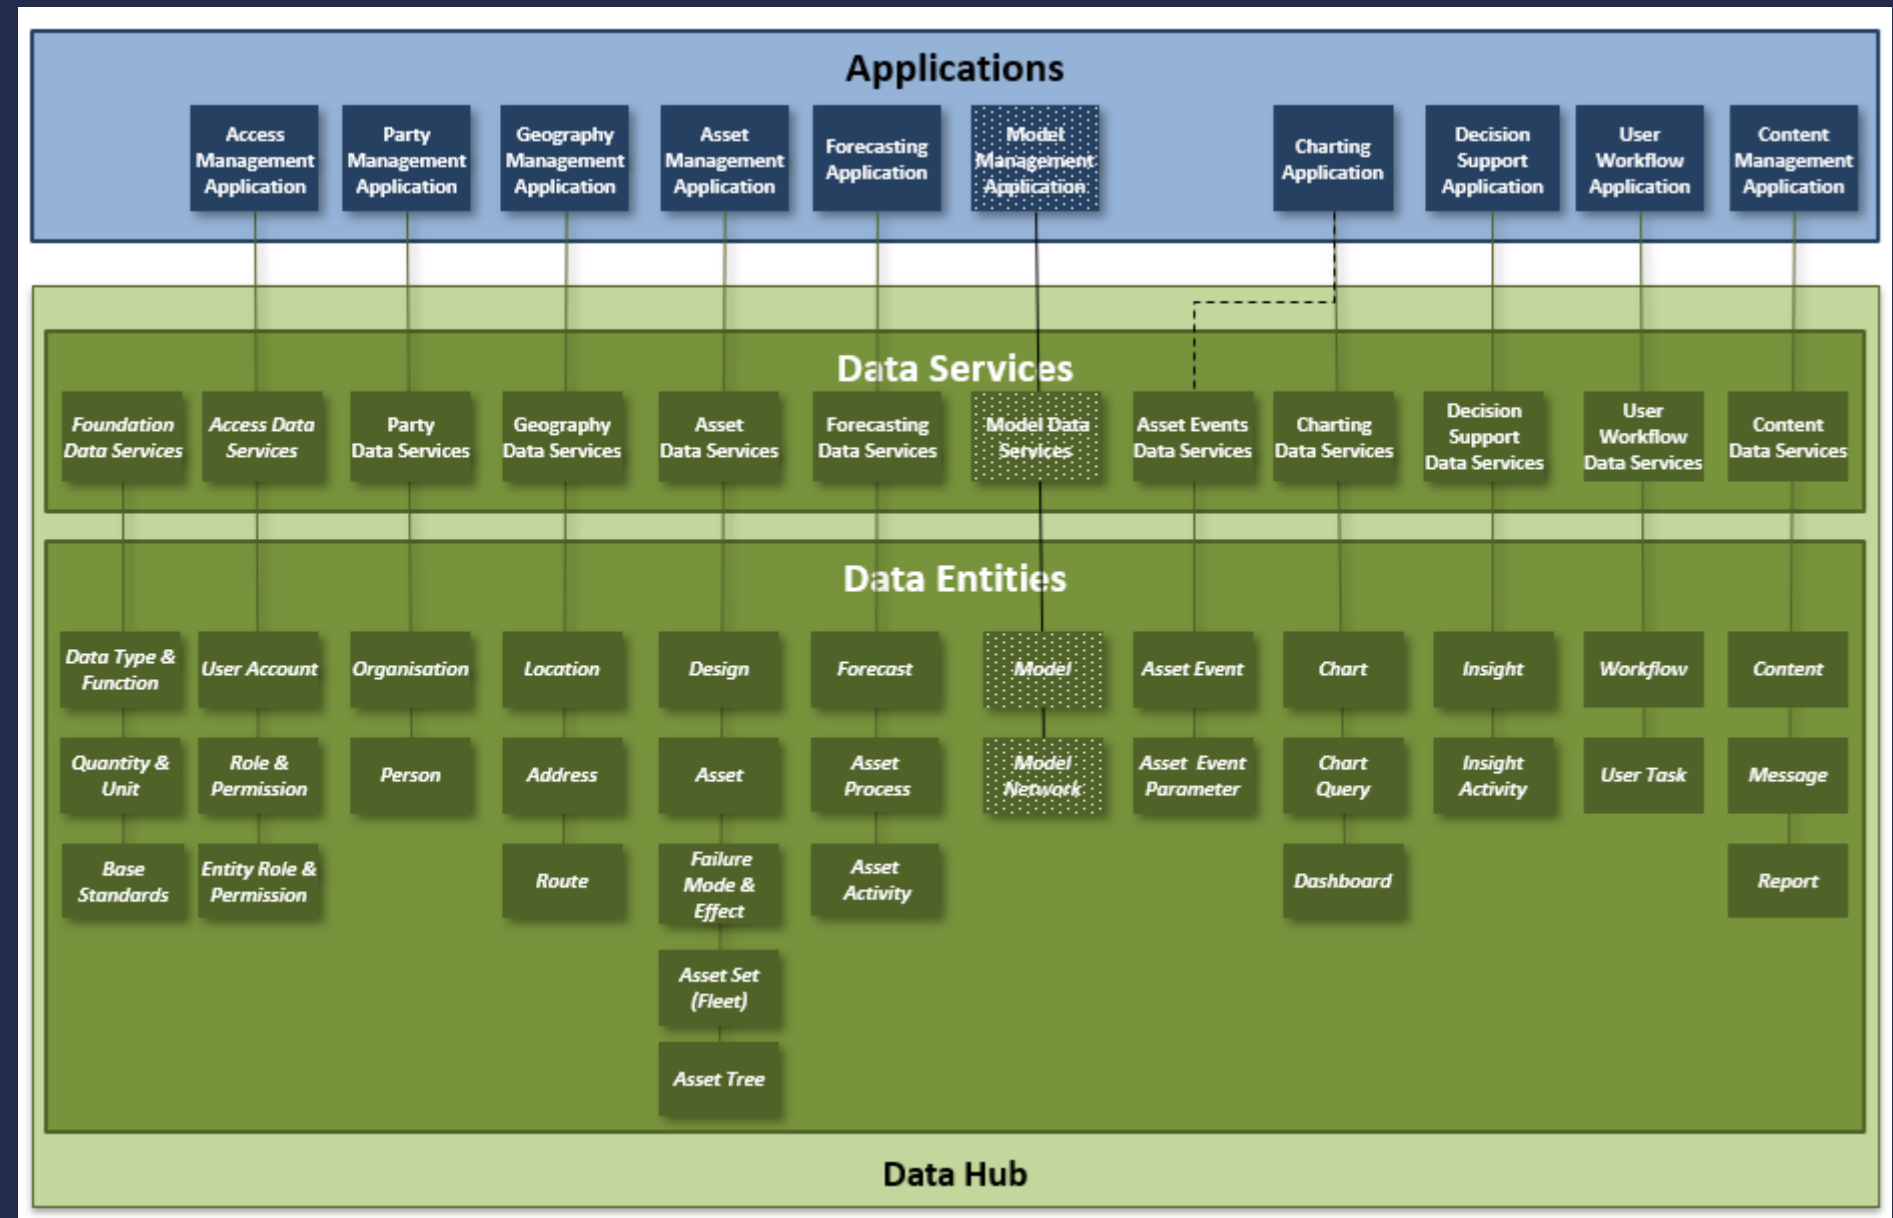 Applications
Access
Management
Application
Party
Management
Application
Geography
Management
Application
Asset
Management
Application
Forecasting
Application
Model
Management
Application
Charting
Application
Decision
Support
Application
User
Workflow
Application
Content
Management
Application
Data Services
Foundation
Data Services
Access Data
Services
Party
Data Services
Geography
Data Services
Asset
Data Services
Forecasting
Data Services
Model Data
Services
Asset Events
Data Services
Charting
Data Services
Decision
Support
Data Services
User
Workflow
Data Services
Content
Data Services
Data Entities
Data Type &
Function
User Account
Organisation
Location
Design
Forecast
Model
Asset Event
Chart
Insight
Workflow
Content
Quantity &
Unit
Role &
Permission
Person
Address
Asset
Asset
Process
Model
Network
Asset Event
Parameter
Chart
Query
Insight
Activity
User Task
Message
Base
Standards
Entity Role &
Permission
Route
Failure
Mode &
Effect
Asset
Activity
Dashboard
Report
Asset Set
(Fleet)
Asset Tree
Data Hub